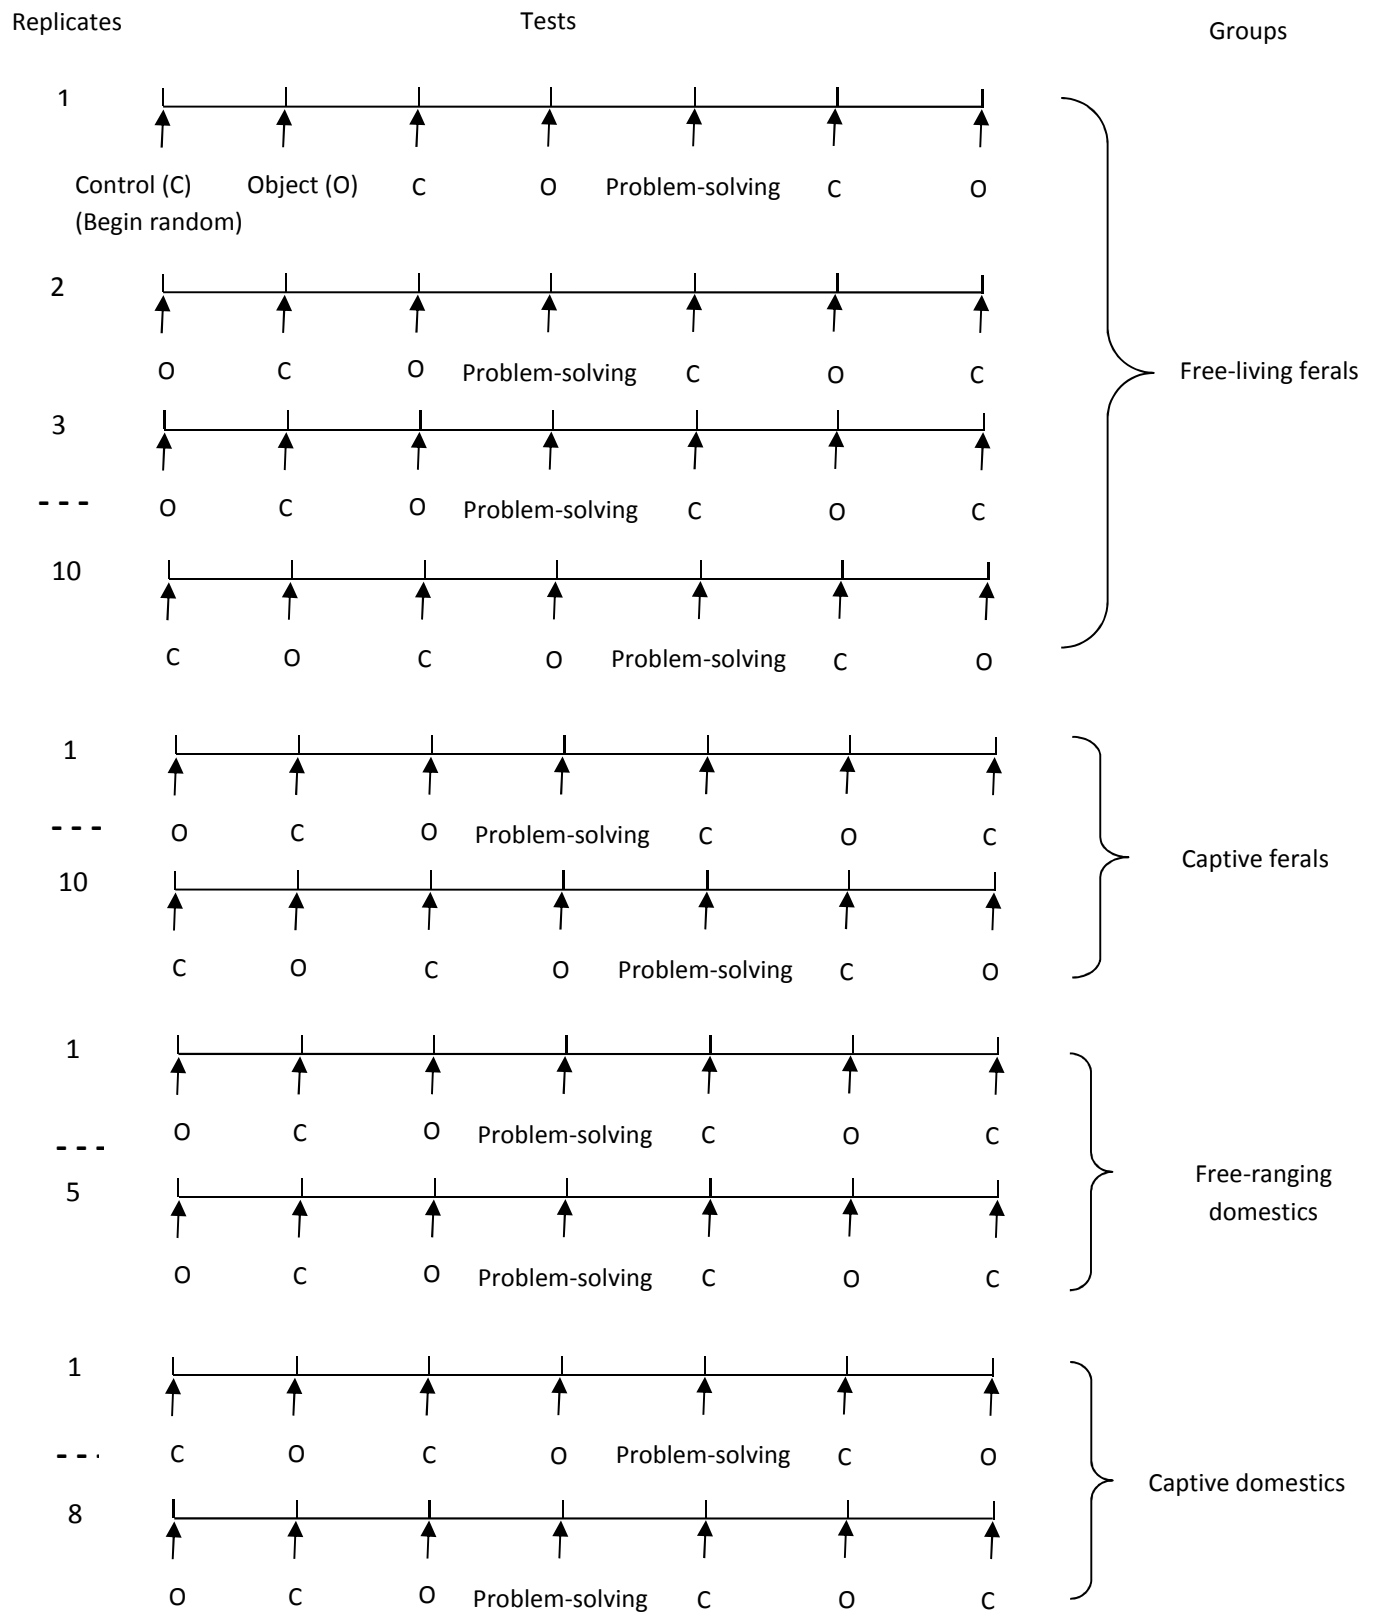 Replicates Tests Groups
1
Control (C) Object (O) C O Problem-solving C O
(Begin random)
2
O C O Problem-solving C O C
Free-living ferals
3
--- O C O Problem-solving C O C
10
C O C O Problem-solving C O
1
--- O C O Problem-solving C O C
Captive ferals
10
C O C O Problem-solving C O
1
O C O Problem-solving C O C
---
Free-ranging
domestics
5
O C O Problem-solving C O C
1
--- C O C O Problem-solving C O
Captive domestics
8
O C O Problem-solving C O C